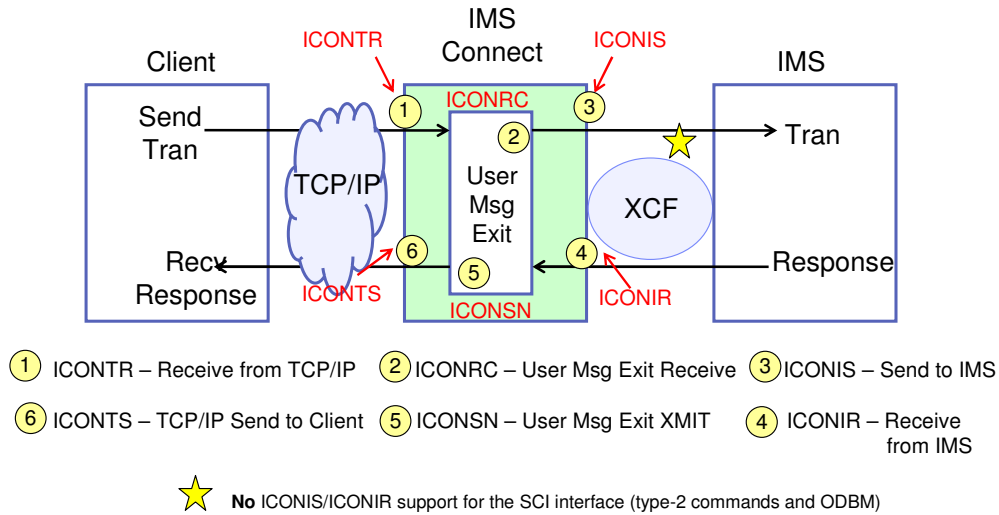 IMS
Connect
ICONTR
ICONIS
Client
IMS
1
ICONRC
3
Send
Tran
2
Tran
TCP/IP
User
Msg
Exit
XCF
6
4
Recv
Response
5
Response
ICONTS
ICONSN
ICONIR
1 ICONTR – Receive from TCP/IP
2 ICONRC – User Msg Exit Receive
3 ICONIS – Send to IMS
6 ICONTS – TCP/IP Send to Client
5 ICONSN – User Msg Exit XMIT
4 ICONIR – Receive
from IMS
No ICONIS/ICONIR support for the SCI interface (type-2 commands and ODBM)